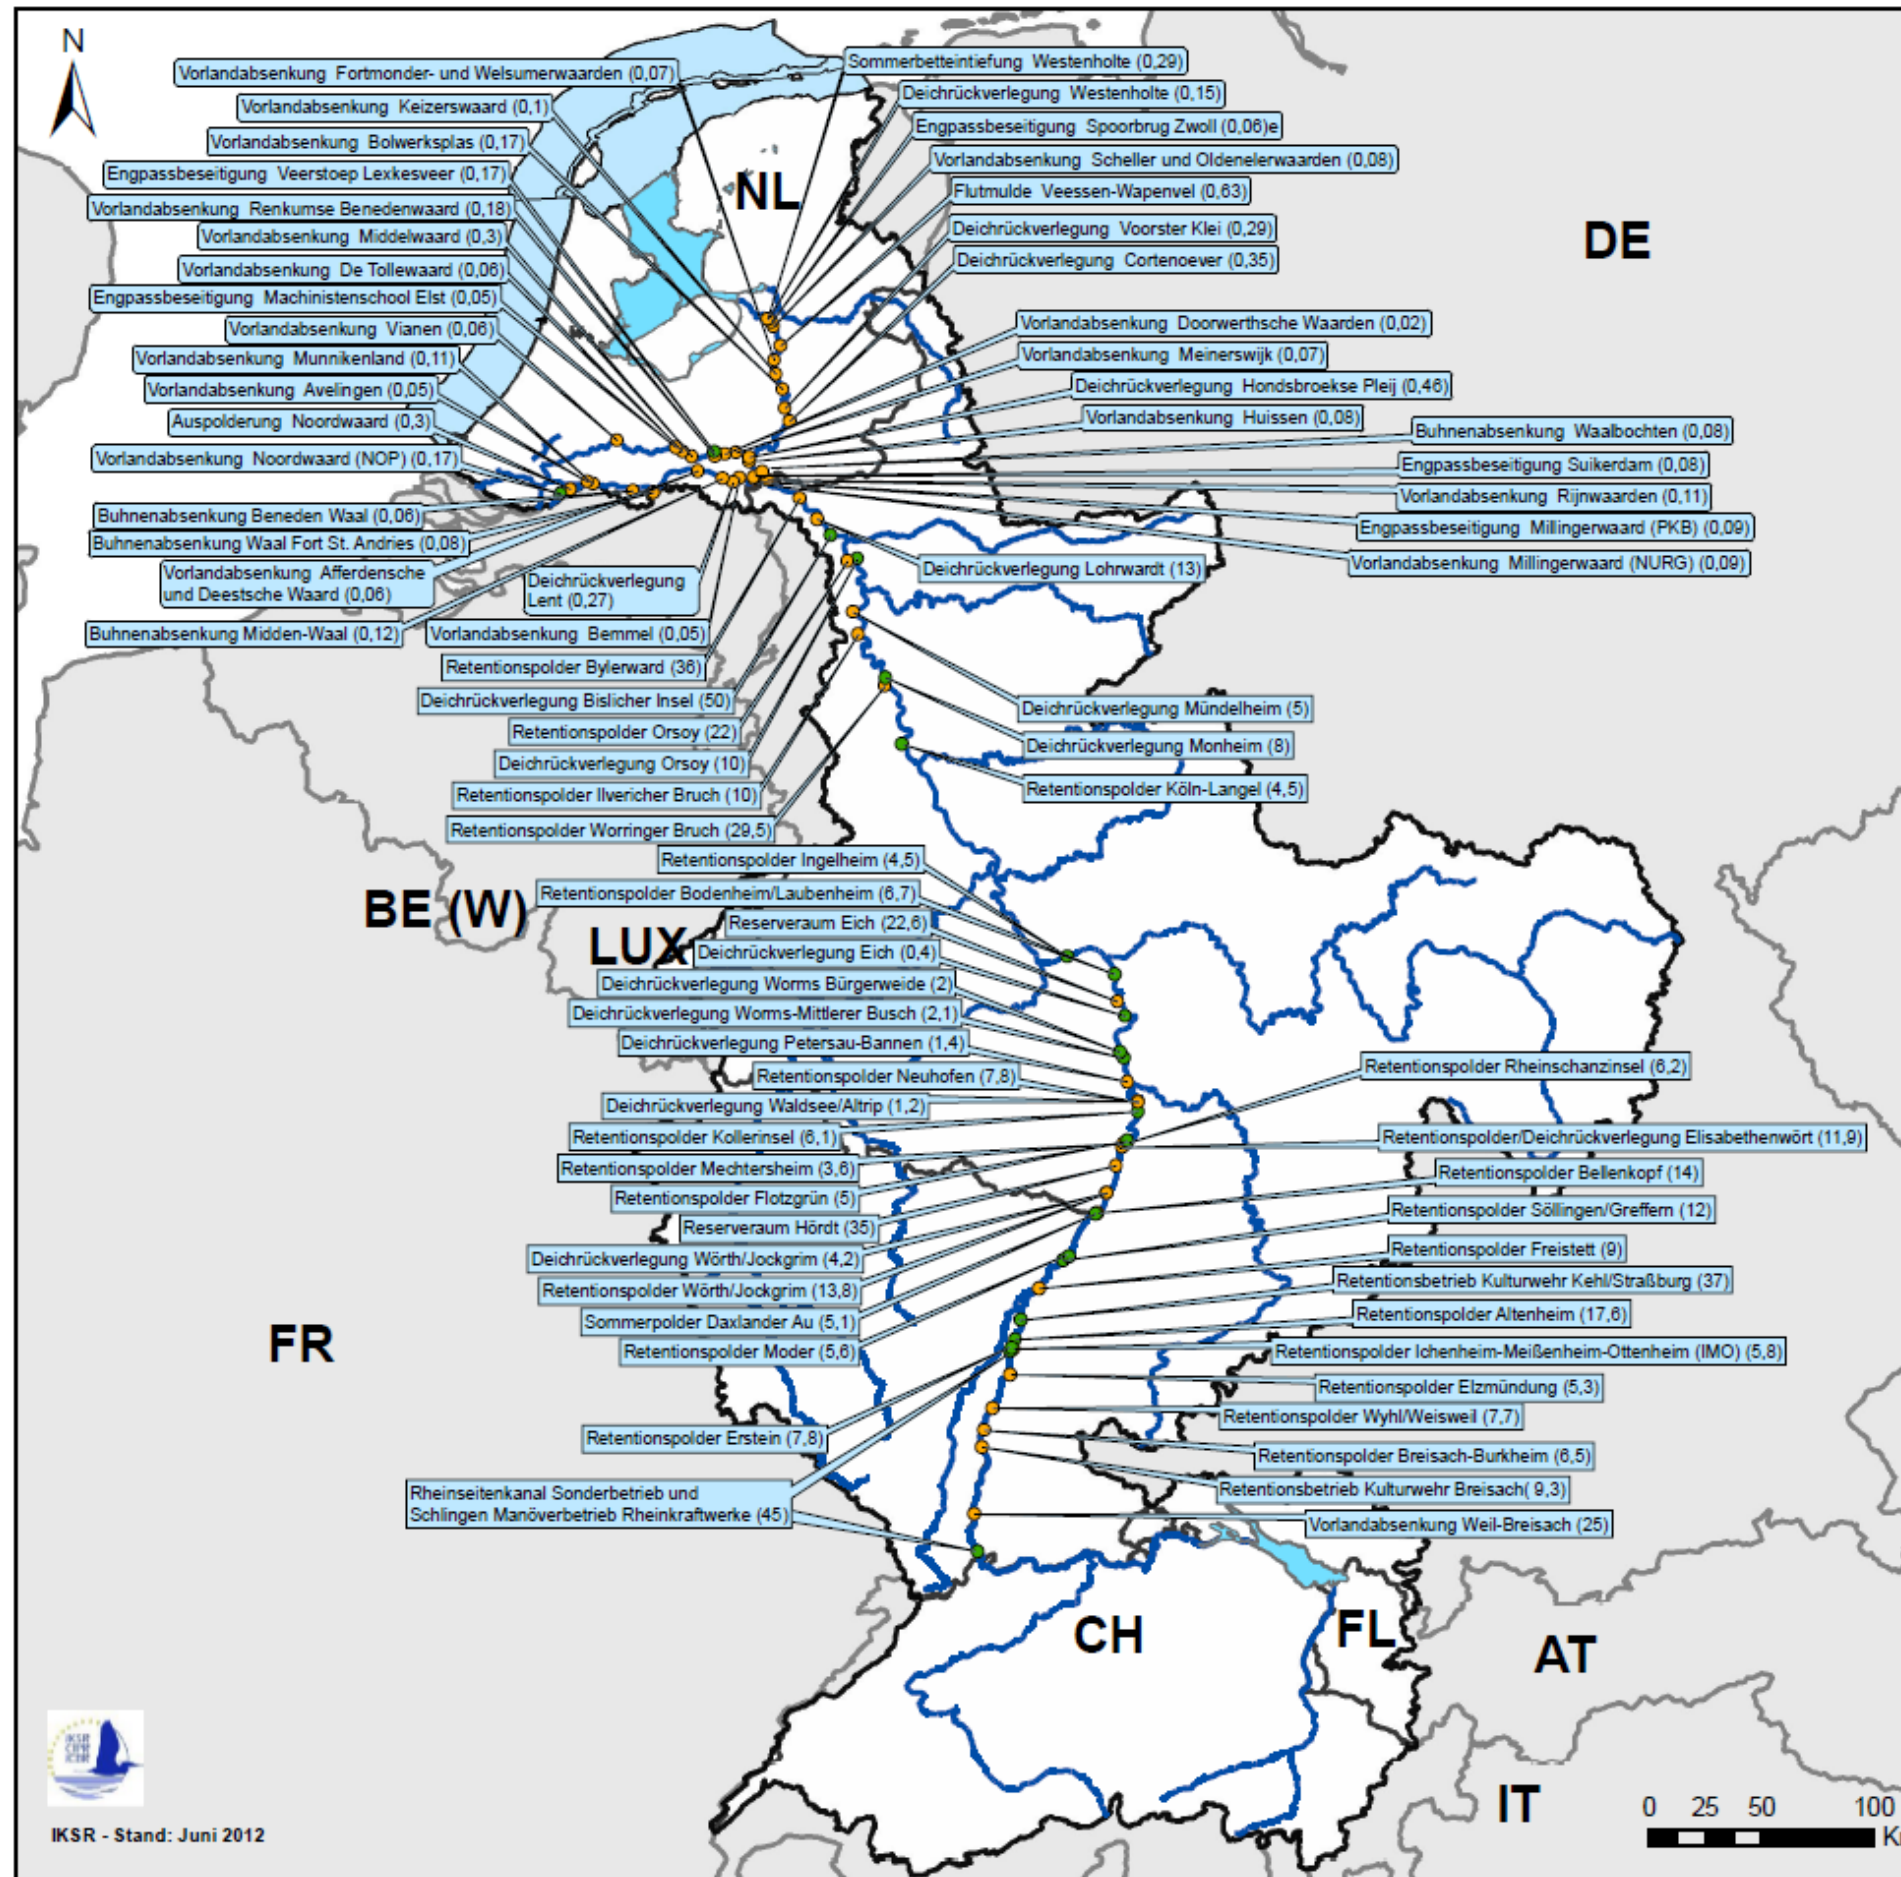 N
Vorlandabsenkung Fortmonder- und Welsumerwaarden (0,07)
Vorlandabsenkung Keizerswaard (0,1)
Vorlandabsenkung Bolwerksplas (0,17)
Engpassbeseitigung Veerstoep Lexkesveer (0,17)
Vorlandabsenkung Renkumse Benedenwaard (0,18)
Vorlandabsenkung Middelwaard (0,3)
Vorlandabsenkung De Tollewaard (0,06)
Engpassbeseitigung Machinistenschool Elst (0,05)
Vorlandabsenkung Vianen (0,06)
Vorlandabsenkung Munnikenland (0,11)
Vorlandabsenkung Avelingen (0,05)
Auspolderung Noordwaard (0,3)
Vorlandabsenkung Noordwaard (NOP) (0,17)
Buhnenabsenkung Beneden Waal (0,06)
Buhnenabsenkung Waal Fort St. Andries (0,08)
Vorlandabsenkung Afferdensche
und Deestsche Waard (0,06)
Buhnenabsenkung Midden-Waal (0,12)
Deichrückverlegung
Lent (0,27)
Vorlandabsenkung Bemmel (0,05)
Retentionspolder Bylerward (36)
Deichrückverlegung Bislicher Insel (50)
Retentionspolder Orsoy (22)
Deichrückverlegung Orsoy (10)
Retentionspolder Ilvericher Bruch (10)
Retentionspolder Worringer Bruch (29,5)
Sommerbetteintiefung Westenholte (0,29)
Deichrückverlegung Westenholte (0,15)
Engpassbeseitigung Spoorbrug Zwoll (0,06)e
Vorlandabsenkung Scheller und Oldenelerwaarden (0,08)
Flutmulde Veessen-Wapenvel (0,63)
Deichrückverlegung Voorster Klei (0,29)
Deichrückverlegung Cortenoever (0,35)
Vorlandabsenkung Doorwerthsche Waarden (0,02)
Vorlandabsenkung Meinerswijk (0,07)
Deichrückverlegung Hondsbroekse Pleij (0,46)
Vorlandabsenkung Huissen (0,08)
Buhnenabsenkung Waalbochten (0,08)
Engpassbeseitigung Suikerdam (0,08)
Vorlandabsenkung Rijnwaarden (0,11)
Engpassbeseitigung Millingerwaard (PKB) (0,09)
Vorlandabsenkung Millingerwaard (NURG) (0,09)
Deichrückverlegung Lohrwardt (13)
Deichrückverlegung Mündelheim (5)
Deichrückverlegung Monheim (8)
Retentionspolder Köln-Langel (4,5)
NL
DE
BE (W)
LUX
Retentionspolder Ingelheim (4,5)
Retentionspolder Bodenheim/Laubenheim (6,7)
Reserveraum Eich (22,6)
Deichrückverlegung Eich (0,4)
Deichrückverlegung Worms Bürgerweide (2)
Deichrückverlegung Worms-Mittlerer Busch (2,1)
Deichrückverlegung Petersau-Bannen (1,4)
Retentionspolder Neuhofen (7,8)
Deichrückverlegung Waldsee/Altrip (1,2)
Retentionspolder Kollerinsel (6,1)
Retentionspolder Mechtersheim (3,6)
Retentionspolder Flotzgrün (5)
Reserveraum Hördt (35)
Deichrückverlegung Wörth/Jockgrim (4,2)
Retentionspolder Wörth/Jockgrim (13,8)
Sommerpolder Daxlander Au (5,1)
Retentionspolder Moder (5,6)
Retentionspolder Erstein (7,8)
Rheinseitenkanal Sonderbetrieb und
Schlingen Manöverbetrieb Rheinkraftwerke (45)
Retentionspolder Rheinschanzinsel (6,2)
Retentionspolder/Deichrückverlegung Elisabethenwört (11,9)
Retentionspolder Bellenkopf (14)
Retentionspolder Söllingen/Greffern (12)
Retentionspolder Freistett (9)
Retentionsbetrieb Kulturwehr Kehl/Straßburg (37)
Retentionspolder Altenheim (17,6)
Retentionspolder Ichenheim-Meißenheim-Ottenheim (IMO) (5,8)
Retentionspolder Elzmündung (5,3)
Retentionspolder Wyhl/Weisweil (7,7)
Retentionspolder Breisach-Burkheim (6,5)
Retentionsbetrieb Kulturwehr Breisach( 9,3)
Vorlandabsenkung Weil-Breisach (25)
FR
CH
FL
AT
IT
IKSR
CIPR
ICBR
IKSR - Stand: Juni 2012
0 25 50 100